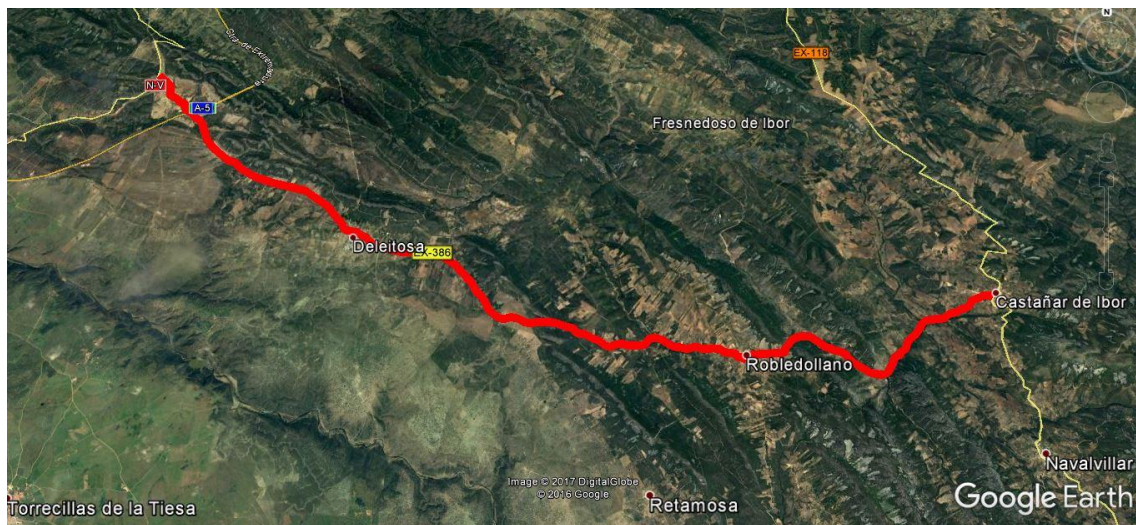 N
EX-118
N-V
A-5
Fresnedoso de Ibor
Deleitosa
EX-386
Castañar de Ibor
Robledollano
Navalvillar
Image © 2017 DigitalGlobe
© 2016 Google
Retamosa
Google Earth
Torrecillas de la Tiesa